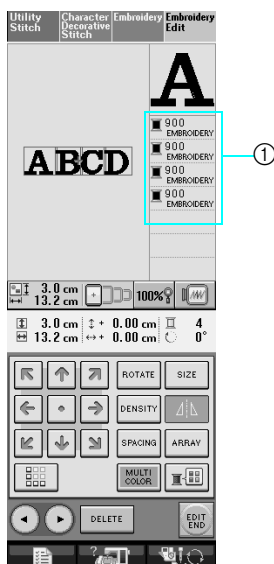 Utility Stitch
Character Decorative Stitch
Embroidery
Embroidery Edit
A
900
EMBROIDERY
900
EMBROIDERY
900
EMBROIDERY
900
EMBROIDERY
①
ABCD
3.0 cm
13.2 cm
100%
3.0 cm + 0.00 cm 4
13.2 cm + 0.00 cm 0°
ROTATE SIZE
DENSITY
SPACING ARRAY
MULTI COLOR
DELETE
EDIT END
?